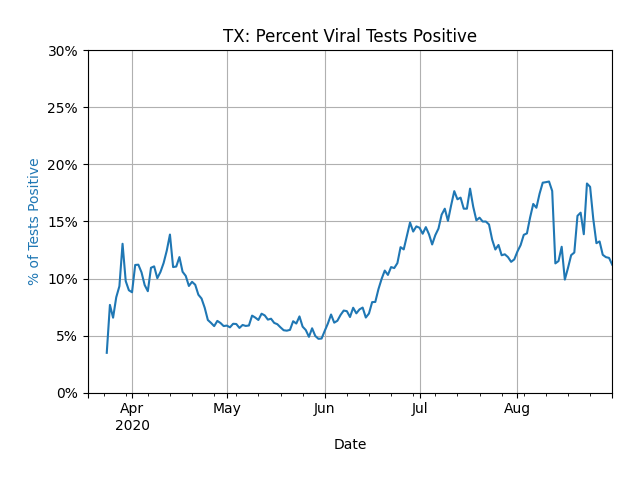 TX: Percent Viral Tests Positive
30%
25%
20%
15%
10%
5%
0%
% of Tests Positive
Apr
2020
May
Jun
Jul
Aug
Date